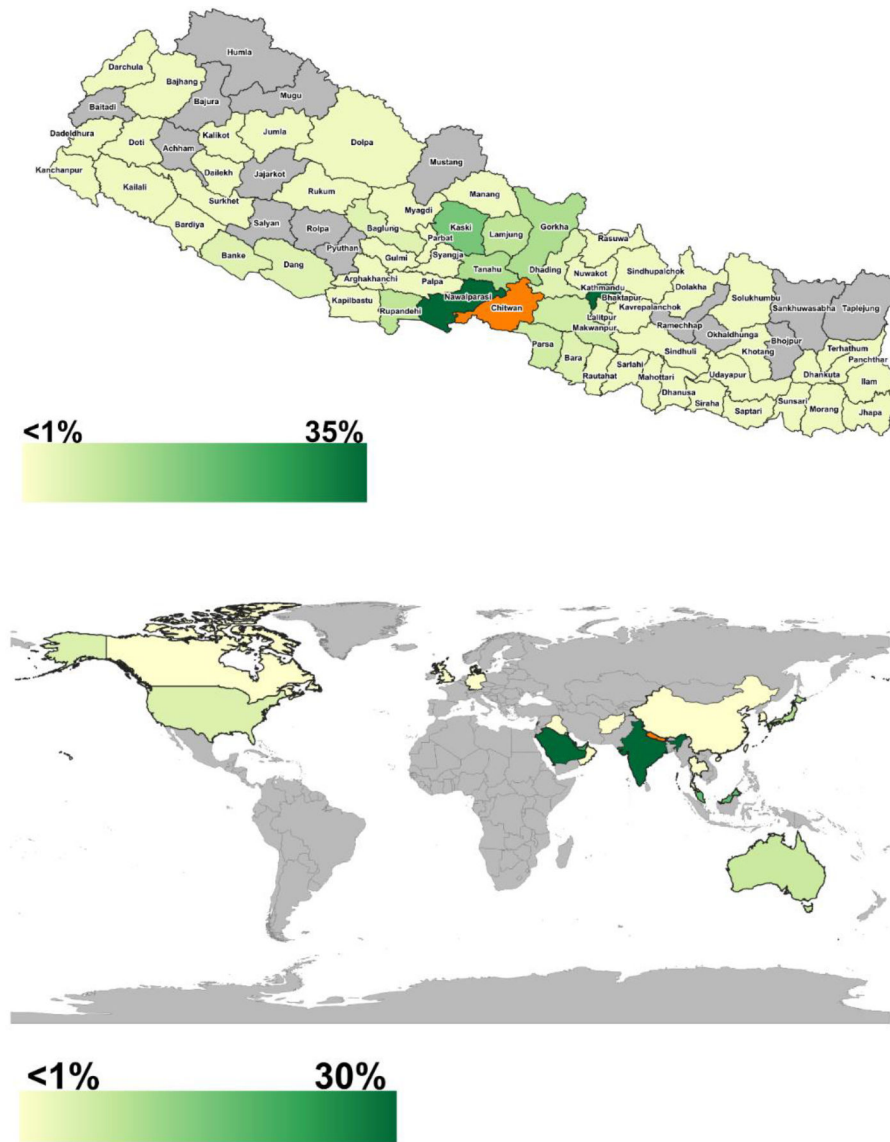 Humla
Darchula
Bajhang
Mugu
Baitadi
Bajura
Dadeldhura
Doti
Achham
Kalikot
Jumla
Dolpa
Mustang
Kanchanpur
Kailali
Dailekh
Jajarkot
Rukum
Manang
Surkhet
Myagdi
Bardiya
Salyan
Rolpa
Baglung
Kaski
Lamjung
Gorkha
Parbat
Rasuwa
Banke
Dang
Pyuthan
Gulmi
Syangja
Tanahu
Dhading
Nuwakot
Sindhupalchok
Dolakha
Arghakhanchi
Palpa
Kathmandu
Bhaktapur
Solukhumbu
Sankhuwasabha
Taplejung
Kapilbastu
Rupandehi
Nawalparasi
Chitwan
Lalitpur
Kavrepalanchok
Ramechhap
Okhaldhunga
Bhojpur
Terhathum
Makwanpur
Khotang
Panchthar
Parsa
Bara
Rautahat
Sarlahi
Sindhuli
Mahottari
Udayapur
Dhankuta
Ilam
Dhanusa
Siraha
Saptari
Sunsari
Morang
Jhapa
<1% 35%
<1% 30%